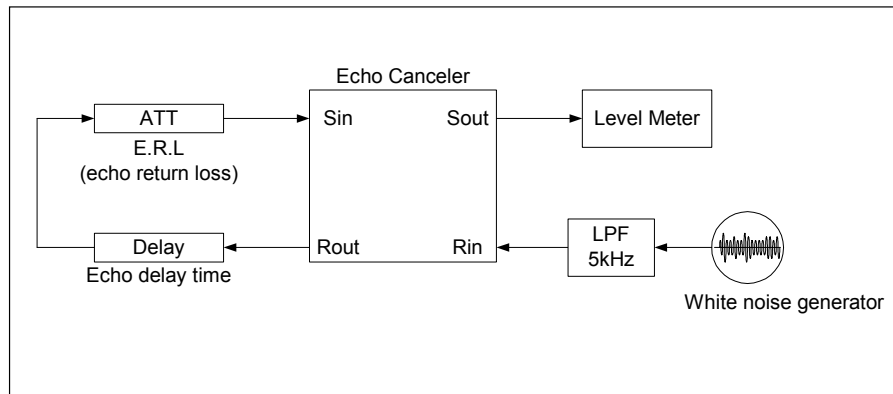 Echo Canceler
ATT
Sin
Sout
Level Meter
E.R.L
(echo return loss)
Delay
Rout
Rin
LPF
5kHz
Echo delay time
White noise generator